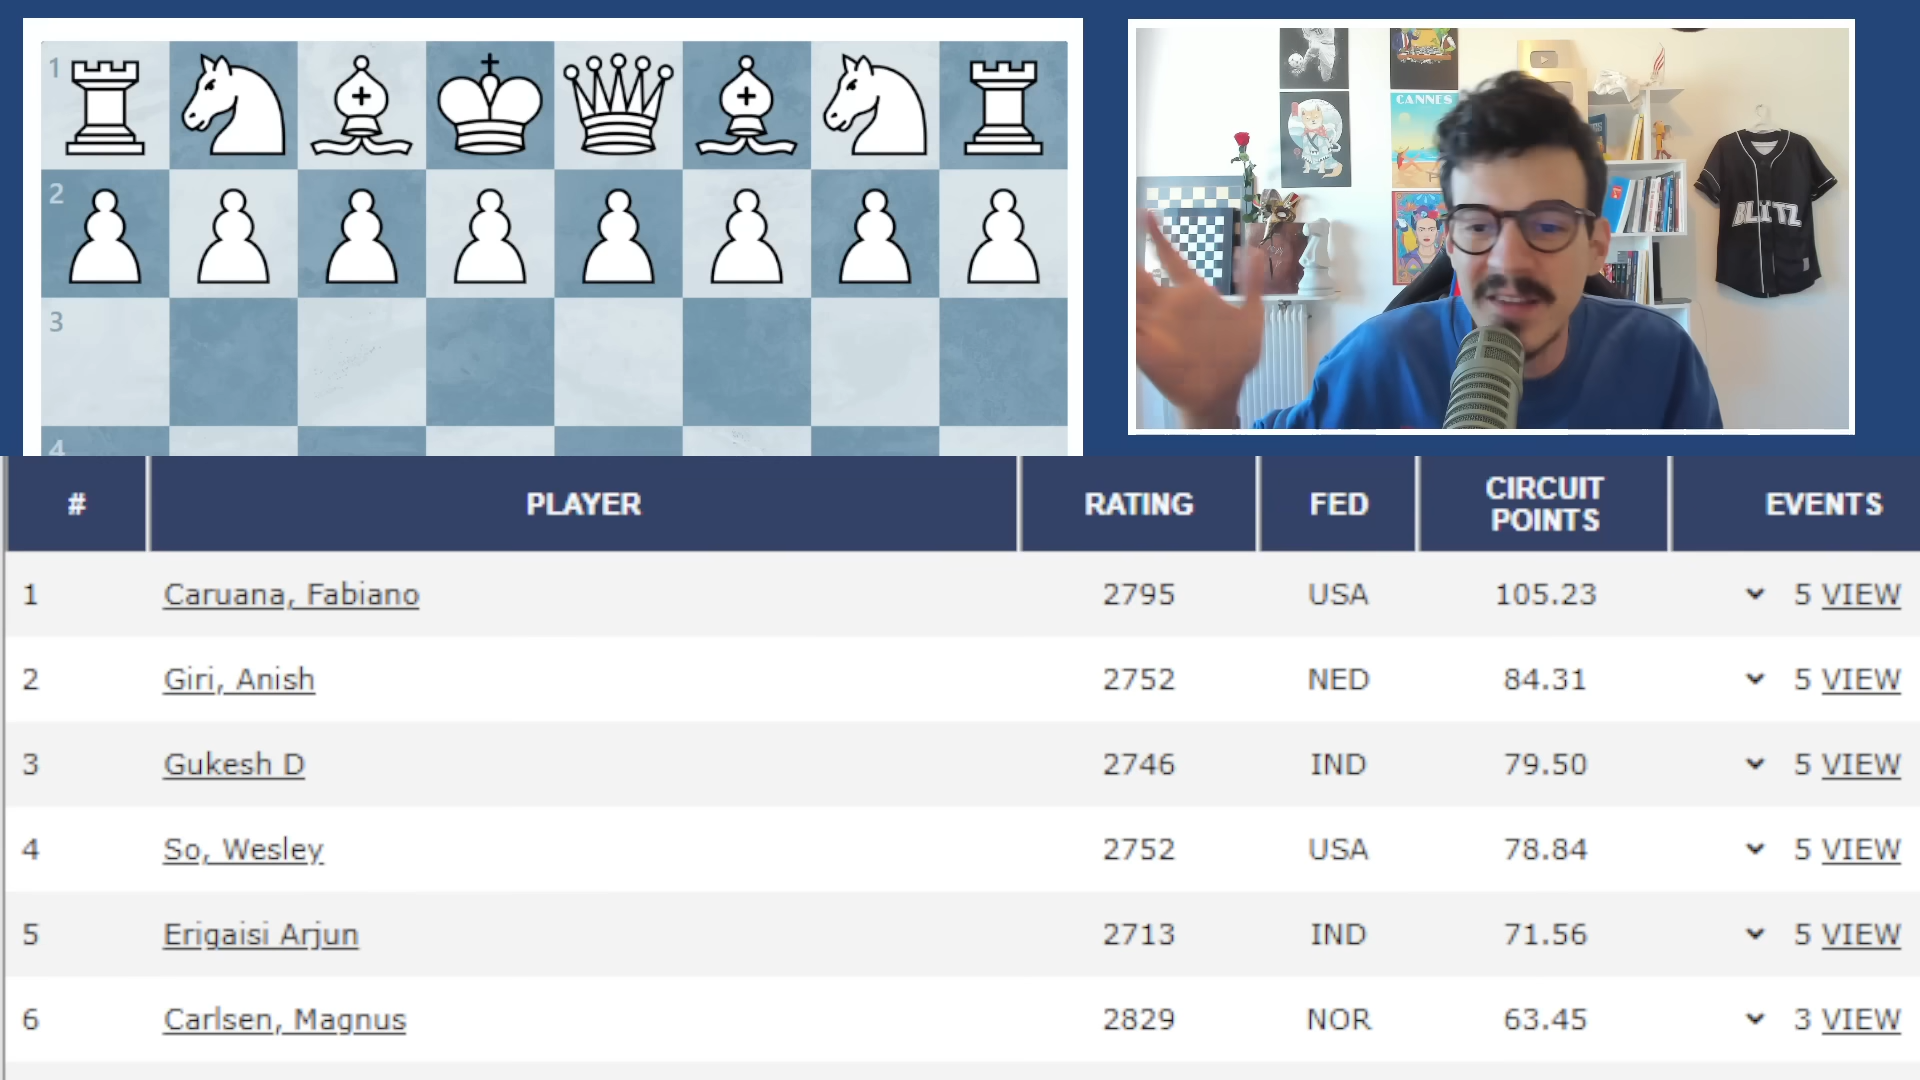 1
2
3
4
CANNES
BLITZ
# PLAYER RATING FED CIRCUIT POINTS EVENTS
1 Caruana, Fabiano 2795 USA 105.23 5 VIEW
2 Giri, Anish 2752 NED 84.31 5 VIEW
3 Gukesh D 2746 IND 79.50 5 VIEW
4 So, Wesley 2752 USA 78.84 5 VIEW
5 Erigaisi Arjun 2713 IND 71.56 5 VIEW
6 Carlsen, Magnus 2829 NOR 63.45 3 VIEW